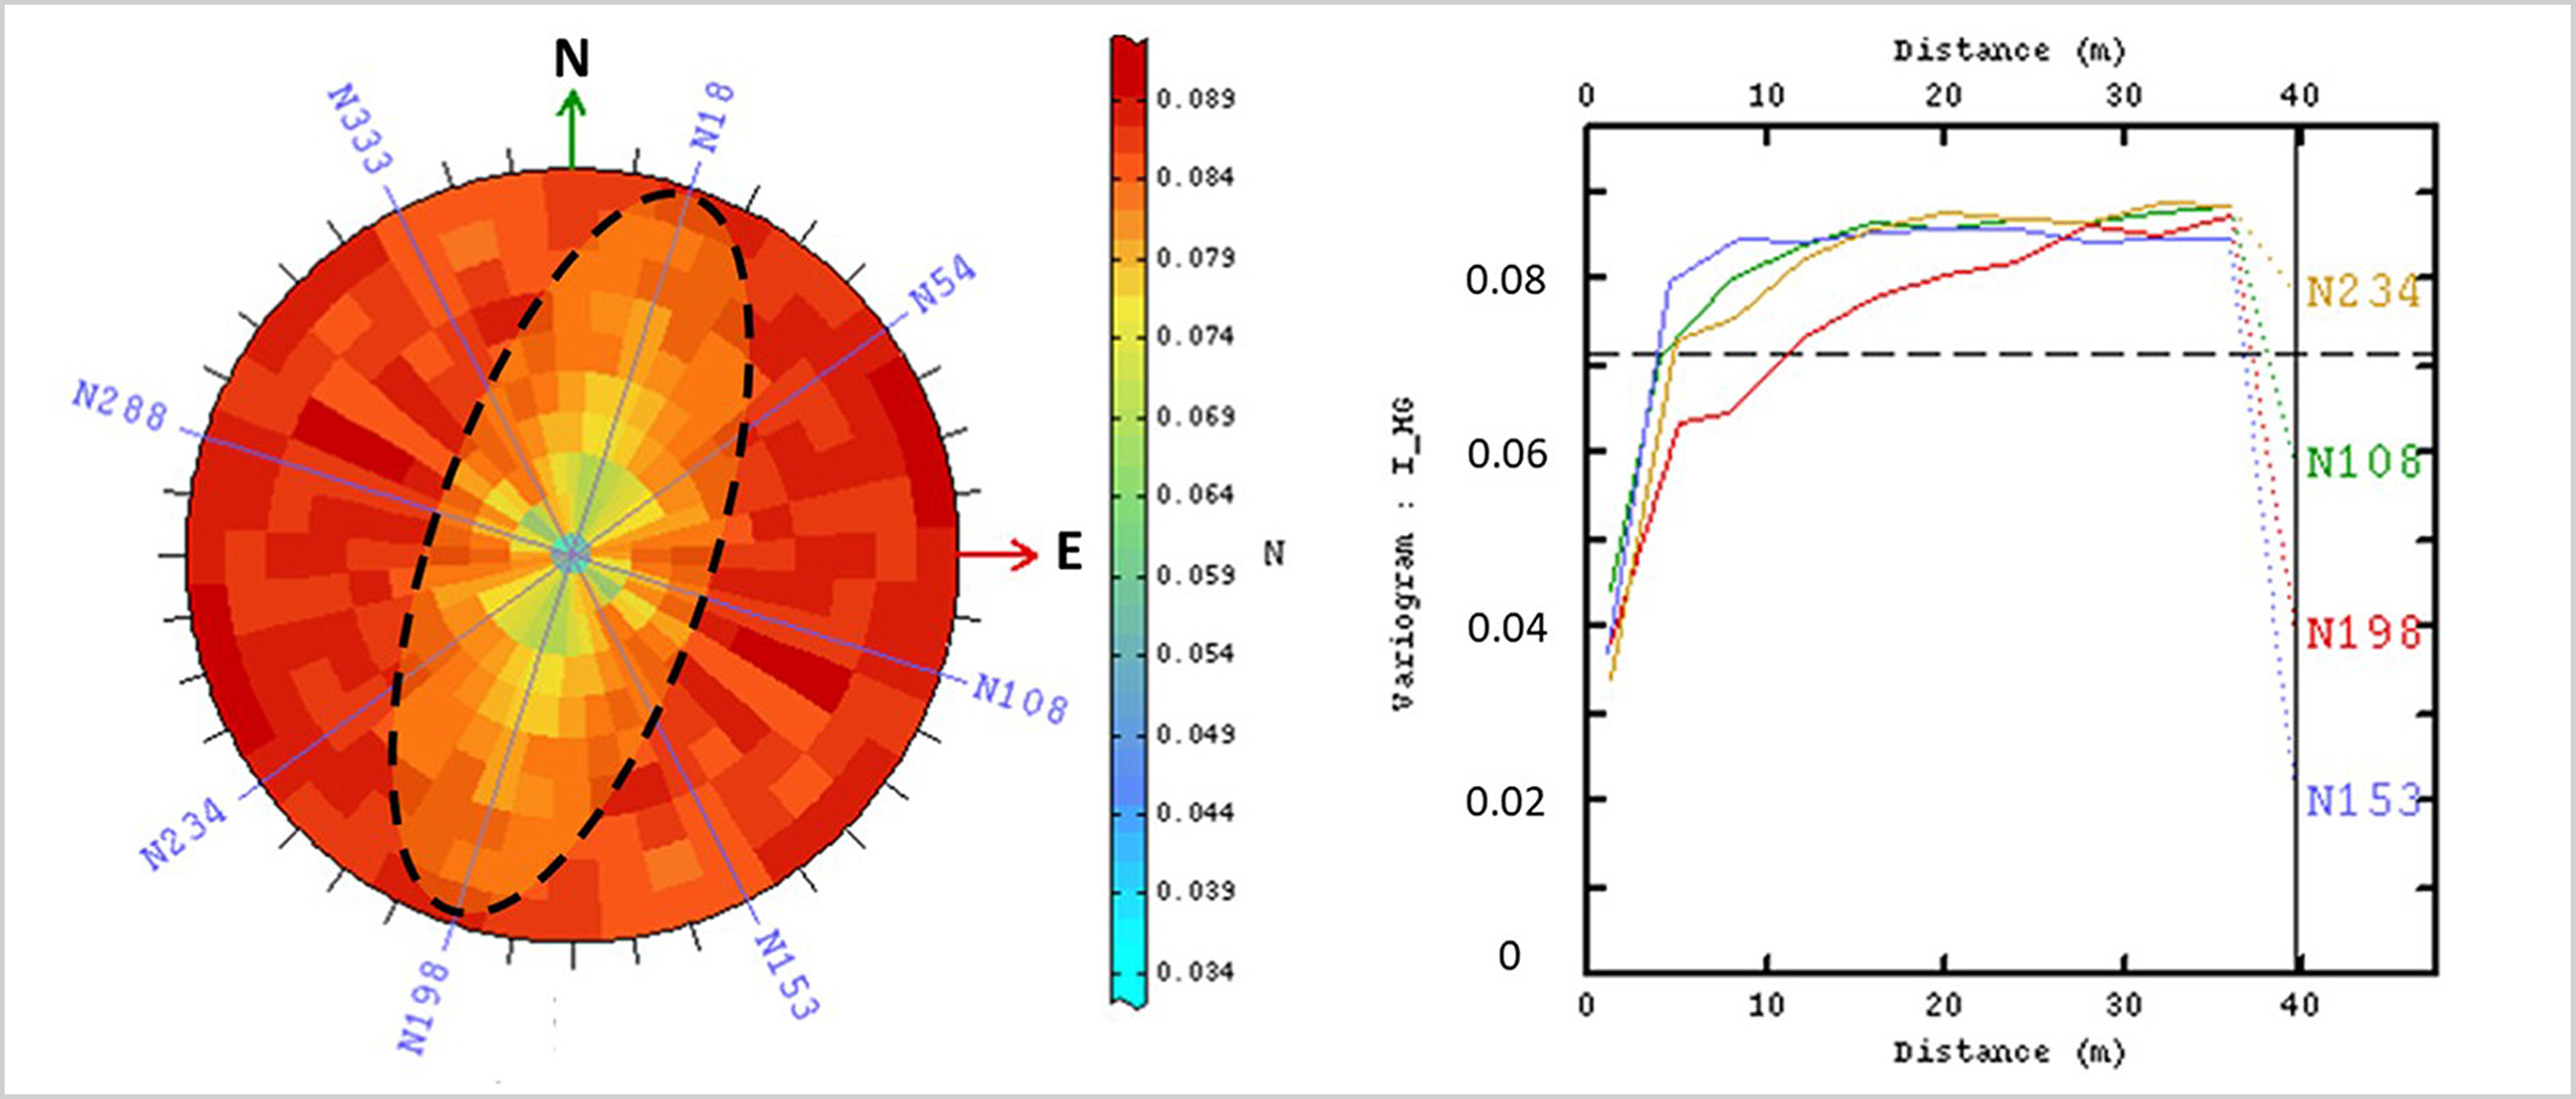 N
N18
N333
N54
N288
E
N108
N234
N153
N198
0.089
0.084
0.079
0.074
0.069
0.064
0.059
0.054
0.049
0.044
0.039
0.034
N
Distance (m)
0 10 20 30 40
0.08
0.06
0.04
0.02
0
Variogram : I_HG
N234
N108
N198
N153
0 10 20 30 40
Distance (m)